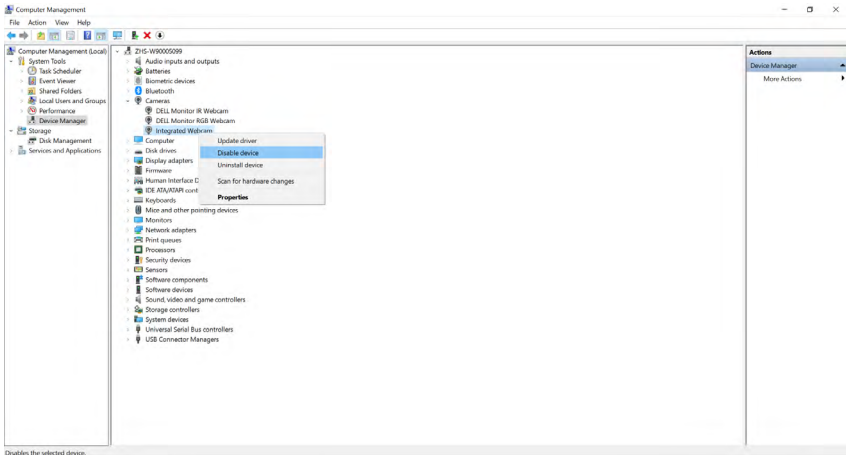 Computer Management
File Action View Help
Computer Management (Local)
System Tools
Task Scheduler
Event Viewer
Shared Folders
Local Users and Groups
Performance
Device Manager
Storage
Disk Management
Services and Applications
ZHS-W90005099
Audio inputs and outputs
Batteries
Biometric devices
Bluetooth
Cameras
DELL Monitor IR Webcam
DELL Monitor RGB Webcam
Integrated Webcam
Computer
Disk drives
Display adapters
Firmware
Human Interface D
IDE ATA/ATAPI cont
Keyboards
Mice and other pointing devices
Monitors
Network adapters
Print queues
Processors
Security devices
Sensors
Software components
Software devices
Sound, video and game controllers
Storage controllers
System devices
Universal Serial Bus controllers
USB Connector Managers
Update driver
Disable device
Uninstall device
Scan for hardware changes
Properties
Actions
Device Manager
More Actions
Disables the selected device.